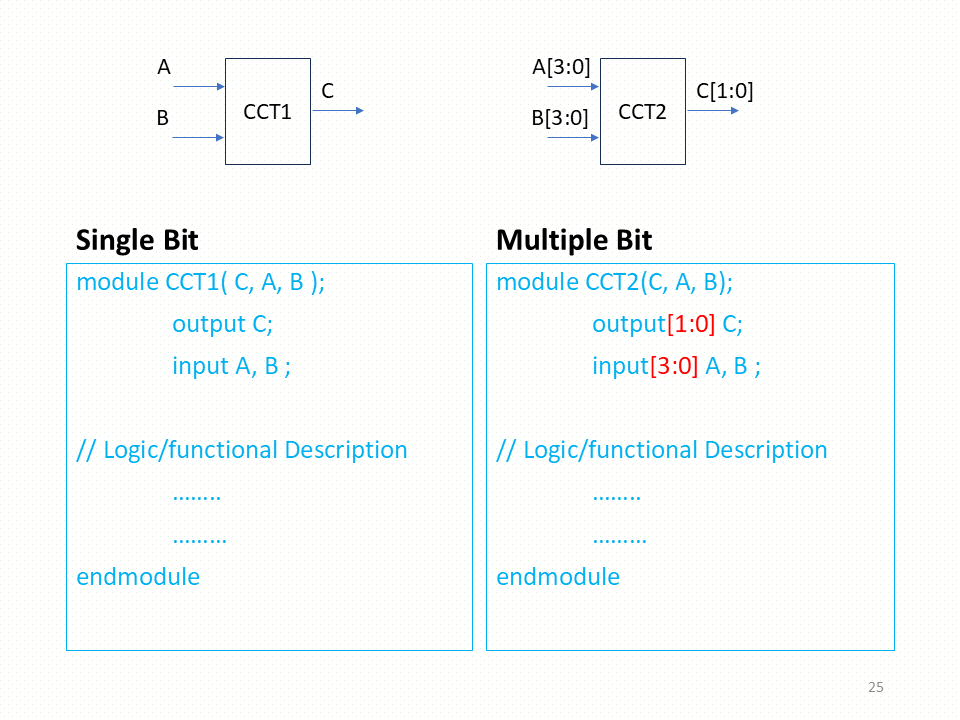 A
B
CCT1
C
A[3:0]
B[3:0]
CCT2
C[1:0]
Single Bit
module CCT1( C, A, B );
output C;
input A, B ;
// Logic/functional Description
……..
………
endmodule
Multiple Bit
module CCT2(C, A, B);
output[1:0] C;
input[3:0] A, B ;
// Logic/functional Description
……..
………
endmodule
25